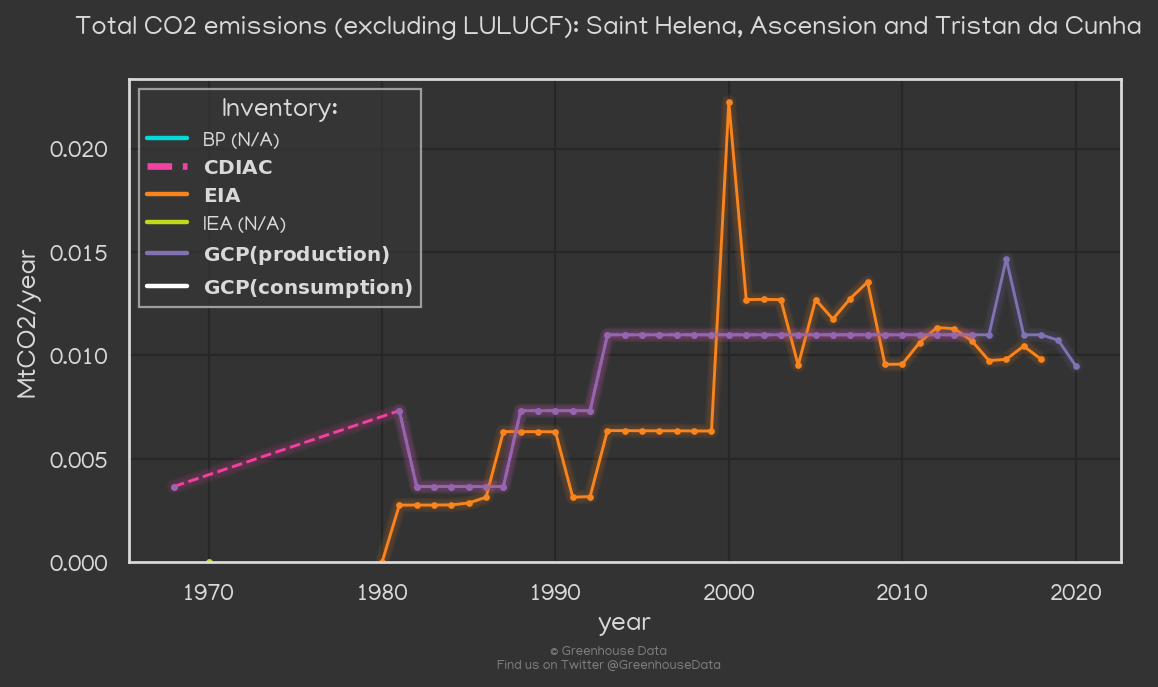 Total CO2 emissions (excluding LULUCF): Saint Helena, Ascension and Tristan da Cunha
Inventory:
BP (N/A)
CDIAC
EIA
IEA (N/A)
GCP(production)
GCP(consumption)
MtCO2/year
0.020
0.015
0.010
0.005
0.000
1970 1980 1990 2000 2010 2020
year
© Greenhouse Data
Find us on Twitter @GreenhouseData